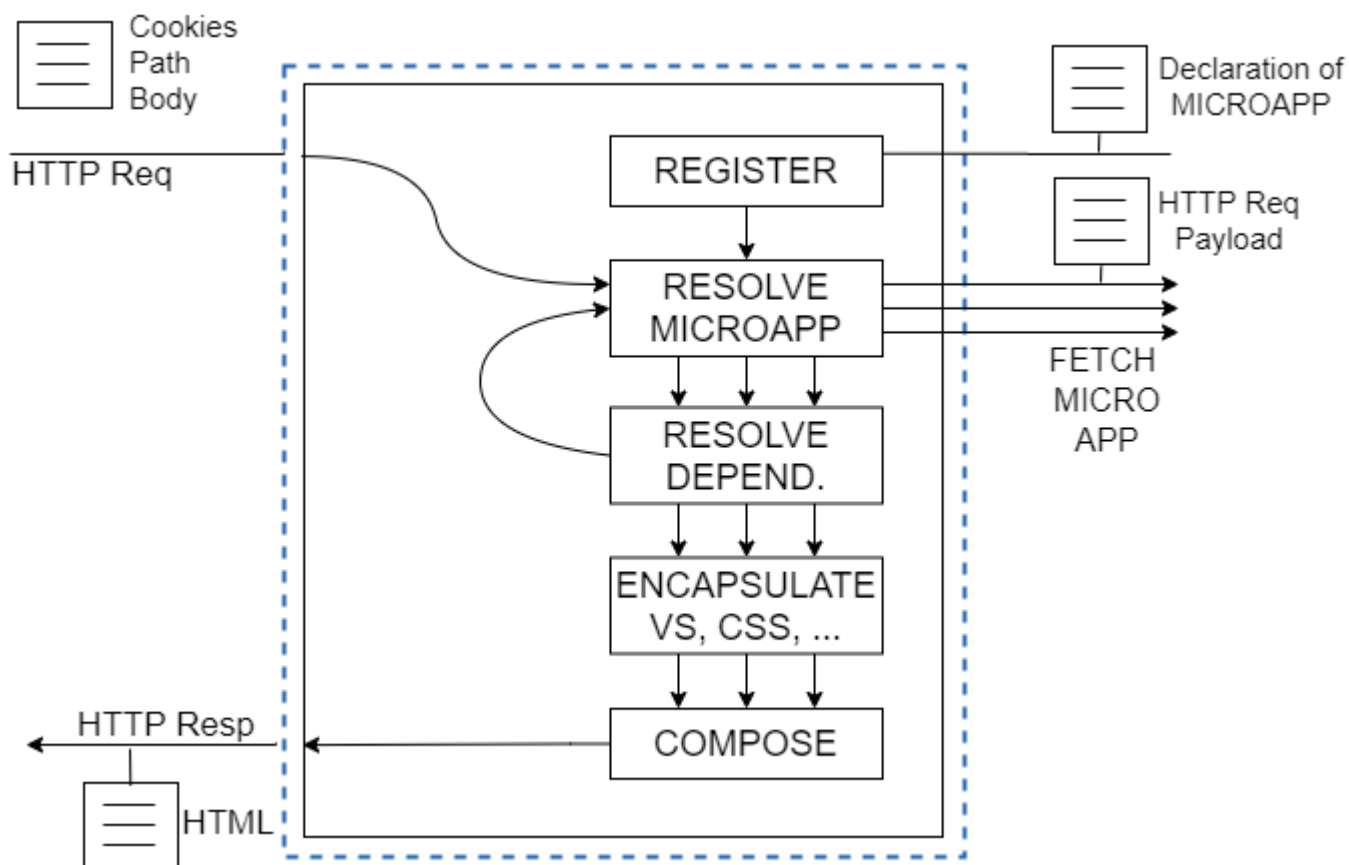 Cookies
Path
Body
HTTP Req
Declaration of
MICROAPP
REGISTER
HTTP Req
Payload
RESOLVE
MICROAPP
FETCH
MICRO
APP
RESOLVE
DEPEND.
ENCAPSULATE
VS, CSS, ...
HTTP Resp
COMPOSE
HTML